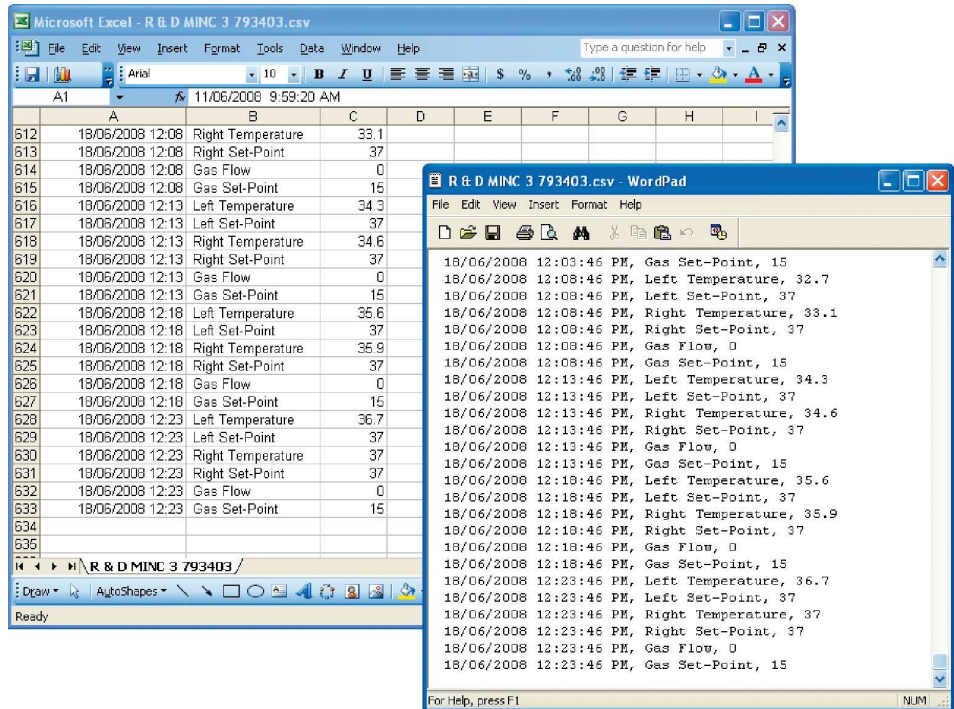 Microsoft Excel - R & D MINC 3 793403.csv
File Edit View Insert Format Tools Data Window Help Type a question for help
Arial 10 B I U $ % ,
A1 fx 11/06/2008 9:59:20 AM
A B C D E F G H I
612 18/06/2008 12:08 Right Temperature 33.1
613 18/06/2008 12:08 Right Set-Point 37
614 18/06/2008 12:08 Gas Flow 0
615 18/06/2008 12:08 Gas Set-Point 15
616 18/06/2008 12:13 Left Temperature 34.3
617 18/06/2008 12:13 Left Set-Point 37
618 18/06/2008 12:13 Right Temperature 34.6
619 18/06/2008 12:13 Right Set-Point 37
620 18/06/2008 12:13 Gas Flow 0
621 18/06/2008 12:13 Gas Set-Point 15
622 18/06/2008 12:18 Left Temperature 35.6
623 18/06/2008 12:18 Left Set-Point 37
624 18/06/2008 12:18 Right Temperature 35.9
625 18/06/2008 12:18 Right Set-Point 37
626 18/06/2008 12:18 Gas Flow 0
627 18/06/2008 12:18 Gas Set-Point 15
628 18/06/2008 12:23 Left Temperature 36.7
629 18/06/2008 12:23 Left Set-Point 37
630 18/06/2008 12:23 Right Temperature 37
631 18/06/2008 12:23 Right Set-Point 37
632 18/06/2008 12:23 Gas Flow 0
633 18/06/2008 12:23 Gas Set-Point 15
634
635
R & D MINC 3 793403
Draw AutoShapes
Ready
R & D MINC 3 793403.csv - WordPad
File Edit View Insert Format Help
18/06/2008 12:03:46 PM, Gas Set-Point, 15
18/06/2008 12:08:46 PM, Left Temperature, 32.7
18/06/2008 12:08:46 PM, Left Set-Point, 37
18/06/2008 12:08:46 PM, Right Temperature, 33.1
18/06/2008 12:08:46 PM, Right Set-Point, 37
18/06/2008 12:08:46 PM, Gas Flow, 0
18/06/2008 12:08:46 PM, Gas Set-Point, 15
18/06/2008 12:13:46 PM, Left Temperature, 34.3
18/06/2008 12:13:46 PM, Left Set-Point, 37
18/06/2008 12:13:46 PM, Right Temperature, 34.6
18/06/2008 12:13:46 PM, Right Set-Point, 37
18/06/2008 12:13:46 PM, Gas Flow, 0
18/06/2008 12:13:46 PM, Gas Set-Point, 15
18/06/2008 12:18:46 PM, Left Temperature, 35.6
18/06/2008 12:18:46 PM, Left Set-Point, 37
18/06/2008 12:18:46 PM, Right Temperature, 35.9
18/06/2008 12:18:46 PM, Right Set-Point, 37
18/06/2008 12:18:46 PM, Gas Flow, 0
18/06/2008 12:18:46 PM, Gas Set-Point, 15
18/06/2008 12:23:46 PM, Left Temperature, 36.7
18/06/2008 12:23:46 PM, Left Set-Point, 37
18/06/2008 12:23:46 PM, Right Temperature, 37
18/06/2008 12:23:46 PM, Right Set-Point, 37
18/06/2008 12:23:46 PM, Gas Flow, 0
18/06/2008 12:23:46 PM, Gas Set-Point, 15
For Help, press F1 NUM